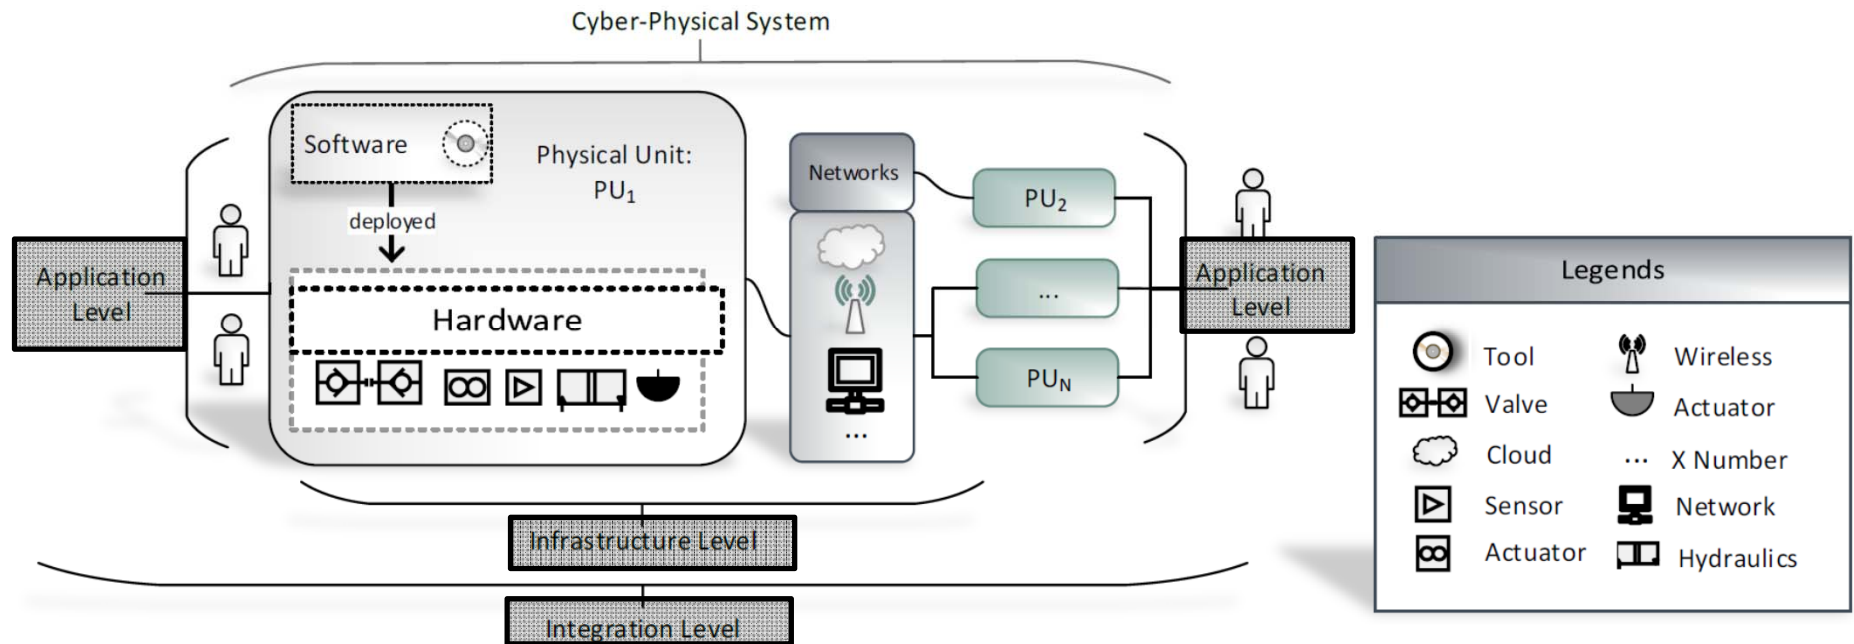 Cyber-Physical System
Software
Physical Unit:
PU₁
deployed
Hardware
Networks
...
PU₂
...
PU_N
Application
Level
Application
Level
Infrastructure Level
Integration Level
Legends
Tool
Wireless
Valve
Actuator
Cloud
... X Number
Sensor
Network
Actuator
Hydraulics